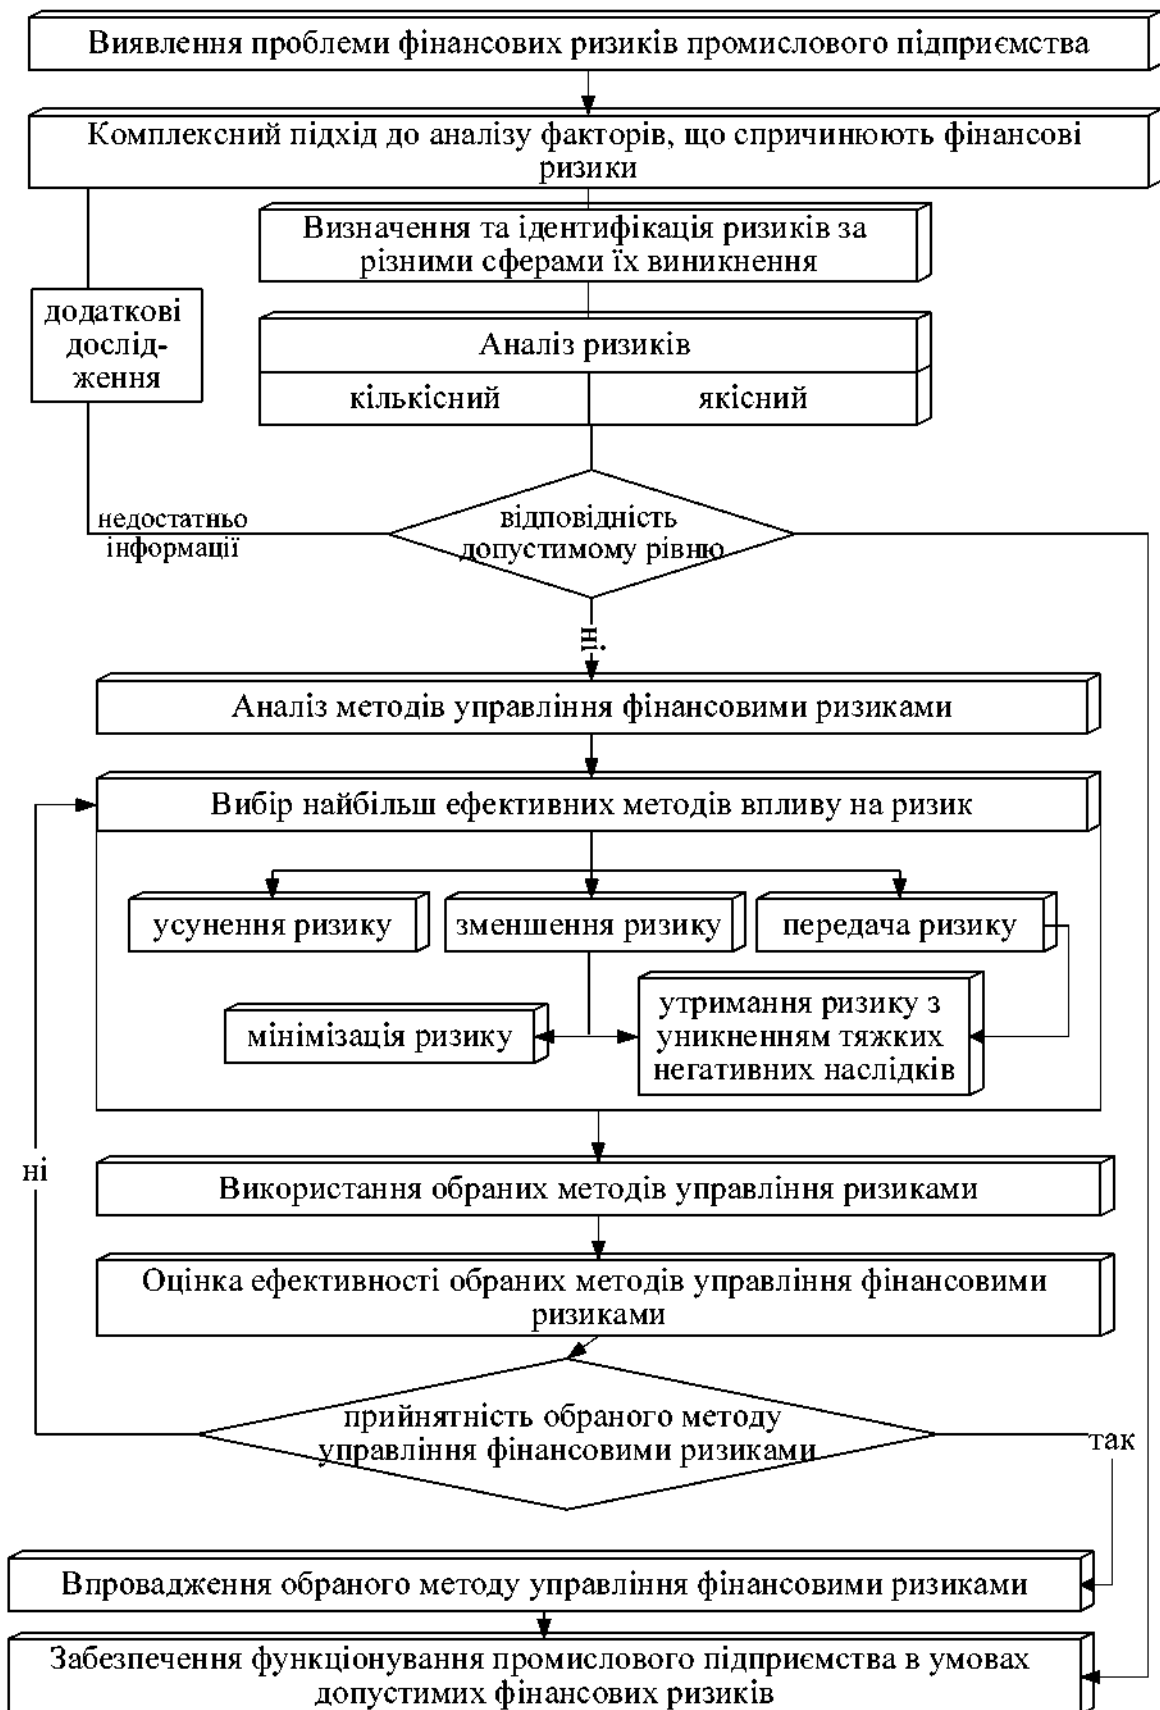 Виявлення проблеми фінансових ризиків промислового підприємства
Комплексний підхід до аналізу факторів, що спричинюють фінансові
ризики
Визначення та ідентифікація ризиків за
різними сферами їх виникнення
додаткові
дослід-
ження
Аналіз ризиків
кількісний
якісний
недостатньо
інформації
відповідність
допустимому рівню
ні
Аналіз методів управління фінансовими ризиками
Вибір найбільш ефективних методів впливу на ризик
усунення ризику
зменшення ризику
передача ризику
мінімізація ризику
утримання ризику з
уникненням тяжких
негативних наслідків
ні
Використання обраних методів управління ризиками
Оцінка ефективності обраних методів управління фінансовими
ризиками
прийнятність обраного методу
управління фінансовими ризиками
так
Впровадження обраного методу управління фінансовими ризиками
Забезпечення функціонування промислового підприємства в умовах
допустимих фінансових ризиків